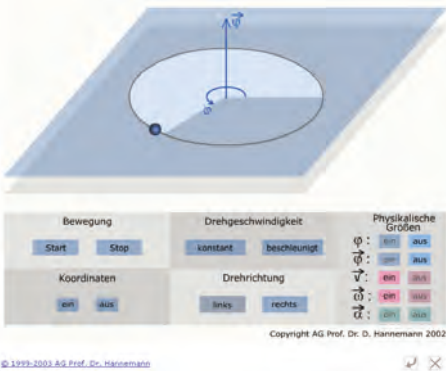 φ⃗
φ
Bewegung
Start Stop
Drehgeschwindigkeit
konstant beschleunigt
Physikalische
Größen
φ : ein aus
φ⃗ : ein aus
v⃗ : ein aus
ω⃗ : ein aus
α⃗ : ein aus
Koordinaten
ein aus
Drehrichtung
links rechts
Copyright AG Prof. Dr. D. Hannemann 2002
© 1999-2003 AG Prof. Dr. Hannemann